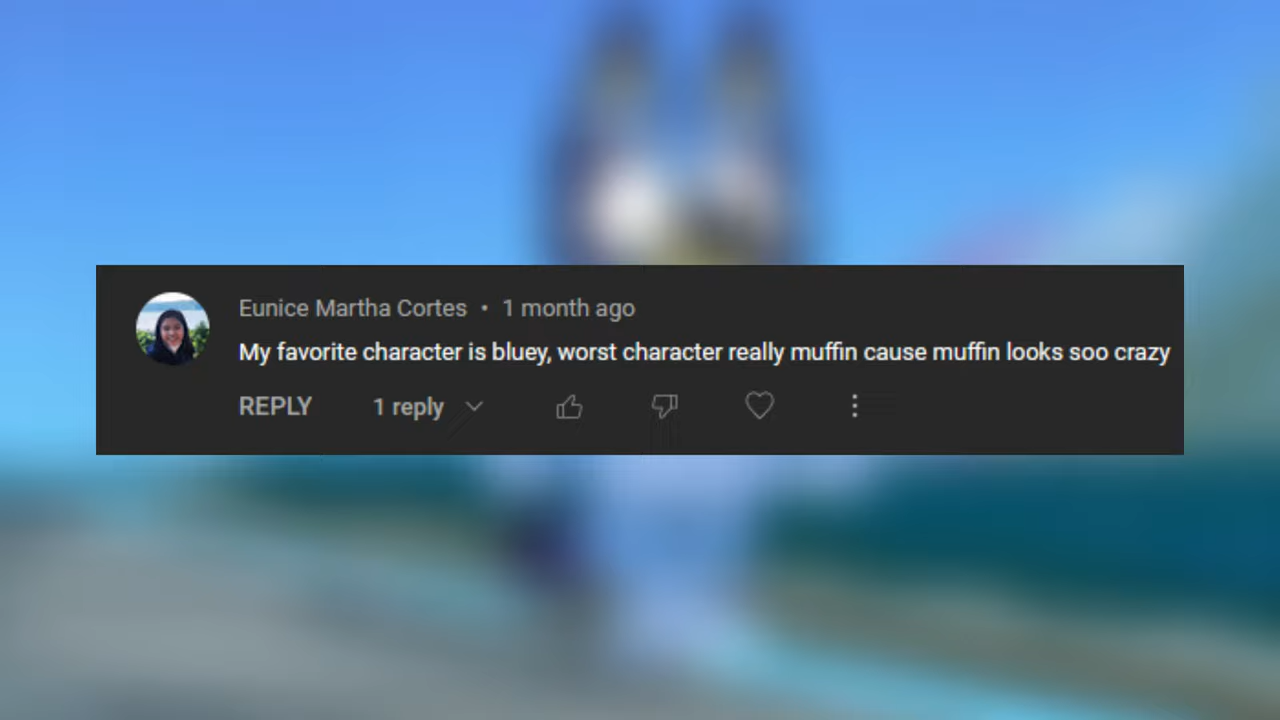 Eunice Martha Cortes • 1 month ago
My favorite character is bluey, worst character really muffin cause muffin looks soo crazy
REPLY 1 reply